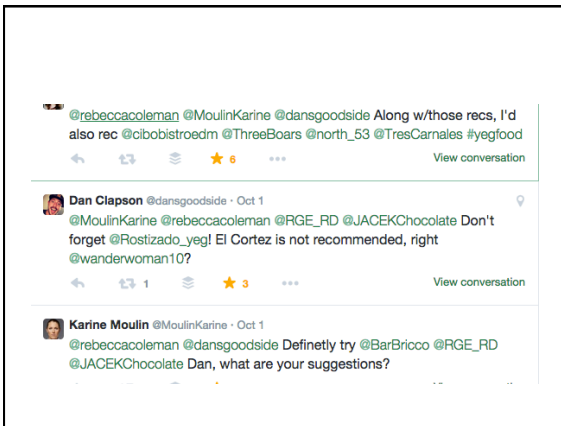 @rebeccacoleman @MoulinKarine @dansgoodside Along w/those recs, I'd
also rec @cibobistroedm @ThreeBoars @north_53 @TresCarnales #yegfood
6 View conversation
Dan Clapson @dansgoodside · Oct 1
@MoulinKarine @rebeccacoleman @RGE_RD @JACEKChocolate Don't
forget @Rostizado_yeg! El Cortez is not recommended, right
@wanderwoman10?
1 3 View conversation
Karine Moulin @MoulinKarine · Oct 1
@rebeccacoleman @dansgoodside Definetly try @BarBricco @RGE_RD
@JACEKChocolate Dan, what are your suggestions?